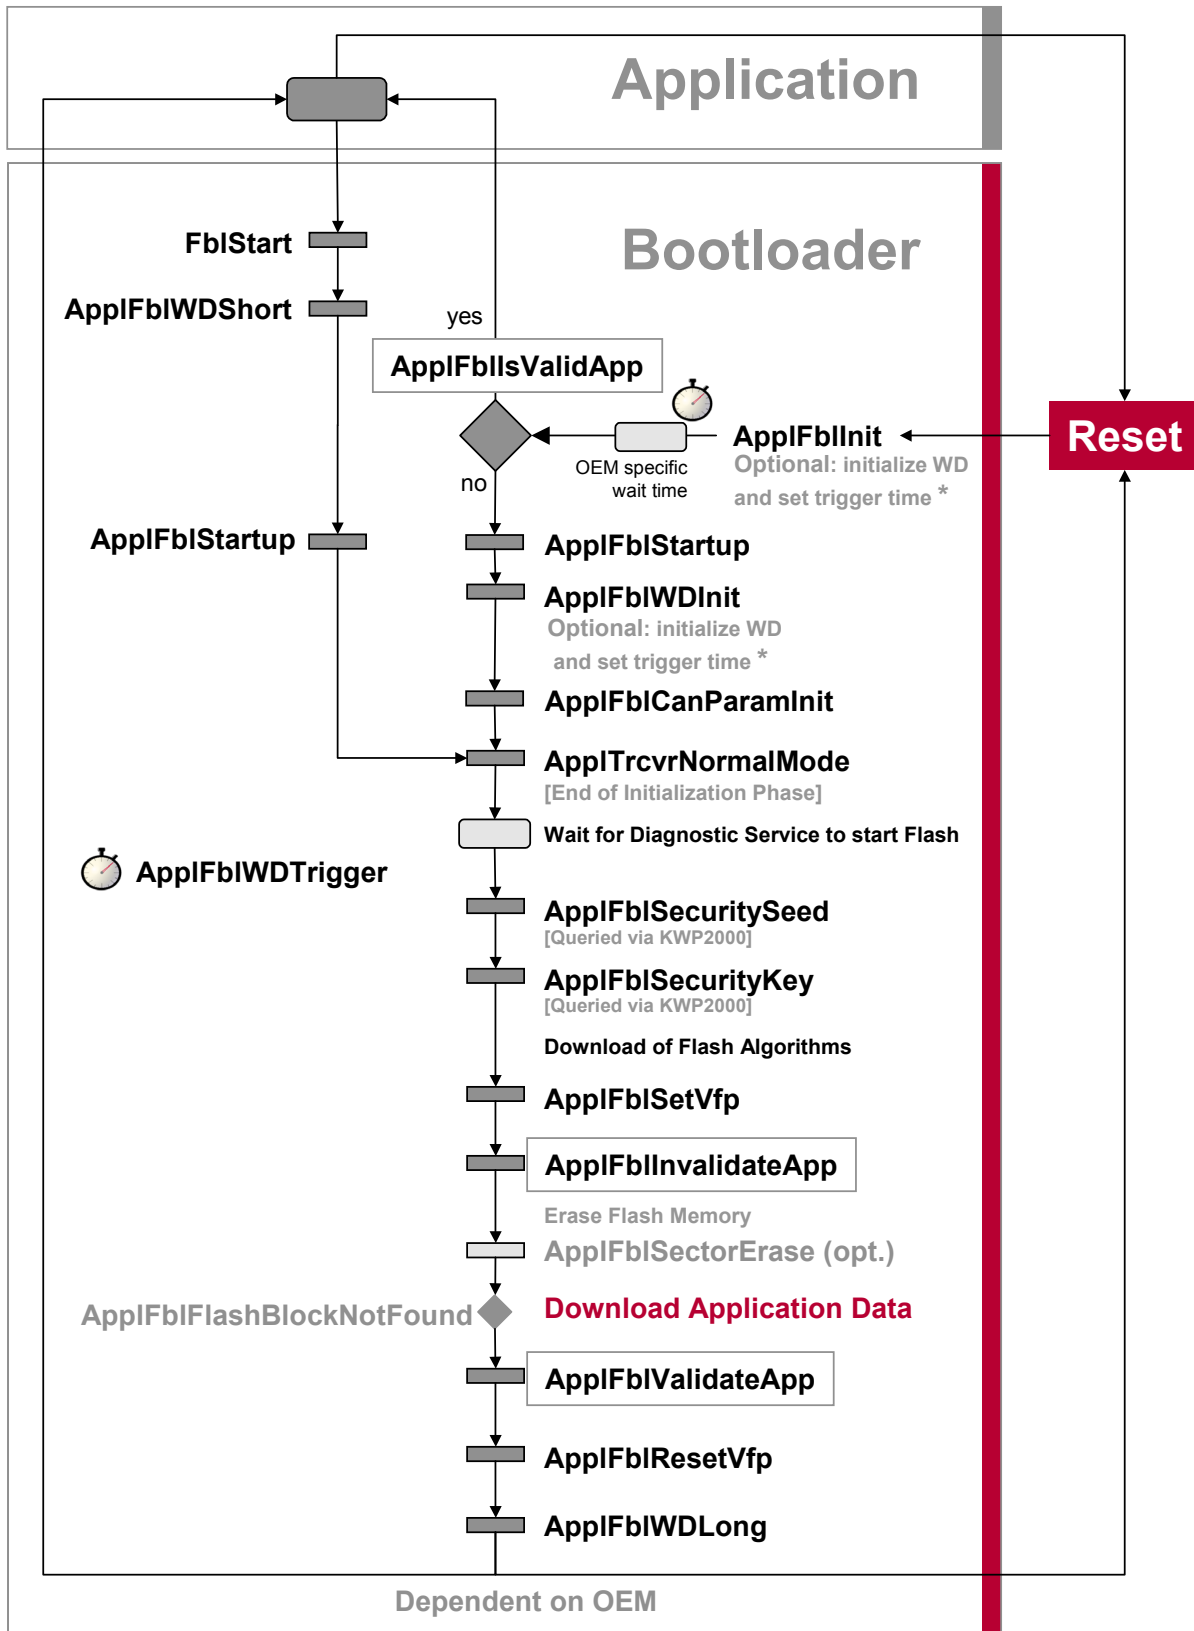 Application
FblStart
Bootloader
ApplFblWDShort
yes
ApplFblIsValidApp
ApplFblInit
Reset
OEM specific
wait time
Optional: initialize WD
and set trigger time *
no
ApplFblStartup
ApplFblStartup
ApplFblWDInit
Optional: initialize WD
and set trigger time *
ApplFblCanParamInit
ApplTrcvrNormalMode
[End of Initialization Phase]
Wait for Diagnostic Service to start Flash
ApplFblWDTrigger
ApplFblSecuritySeed
[Queried via KWP2000]
ApplFblSecurityKey
[Queried via KWP2000]
Download of Flash Algorithms
ApplFblSetVfp
ApplFblInvalidateApp
Erase Flash Memory
ApplFblSectorErase (opt.)
ApplFblFlashBlockNotFound
Download Application Data
ApplFblValidateApp
ApplFblResetVfp
ApplFblWDLong
Dependent on OEM